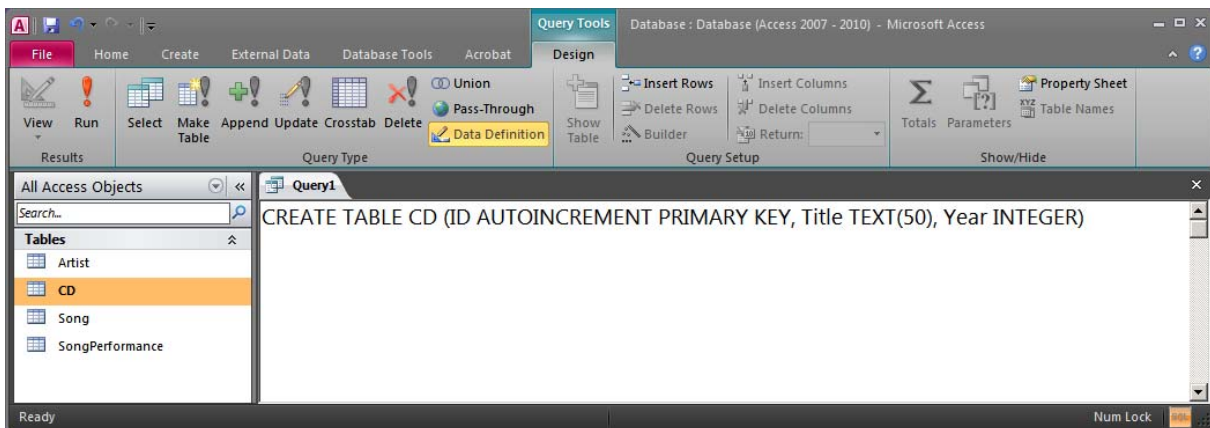 Query Tools Database : Database (Access 2007 - 2010) - Microsoft Access
File Home Create External Data Database Tools Acrobat Design
View
Run
Select
Make Table
Append
Update
Crosstab
Delete
Union
Pass-Through
Data Definition
Show Table
Insert Rows
Delete Rows
Builder
Insert Columns
Delete Columns
Return:
Totals
Parameters
Property Sheet
Table Names
Results Query Type Query Setup Show/Hide
All Access Objects
Search...
Tables
Artist
CD
Song
SongPerformance
Query1
CREATE TABLE CD (ID AUTOINCREMENT PRIMARY KEY, Title TEXT(50), Year INTEGER)
Ready Num Lock